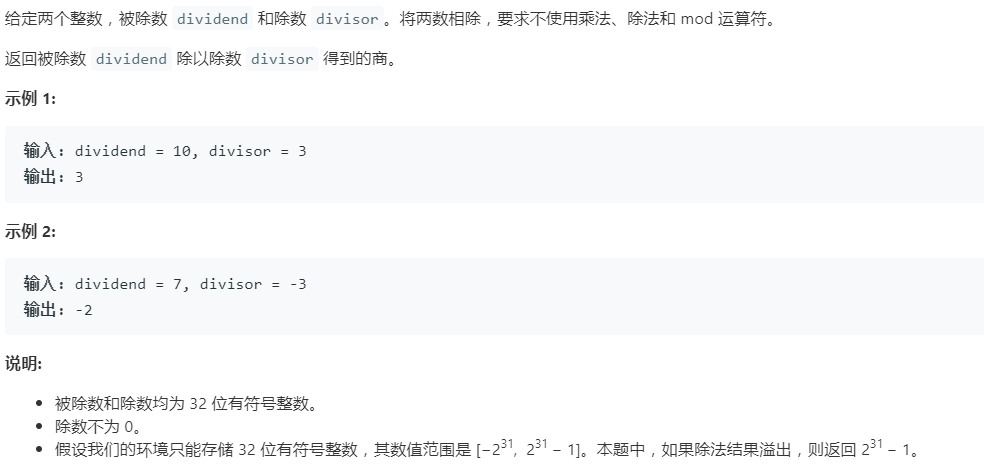 给定两个整数，被除数 dividend 和除数 divisor。将两数相除，要求不使用乘法、除法和 mod 运算符。
返回被除数 dividend 除以除数 divisor 得到的商。
示例 1:
输入: dividend = 10, divisor = 3
输出: 3
示例 2:
输入: dividend = 7, divisor = -3
输出: -2
说明:
• 被除数和除数均为 32 位有符号整数。
• 除数不为 0。
• 假设我们的环境只能存储 32 位有符号整数，其数值范围是 [−2³¹, 2³¹ − 1]。本题中，如果除法结果溢出，则返回 2³¹ − 1。